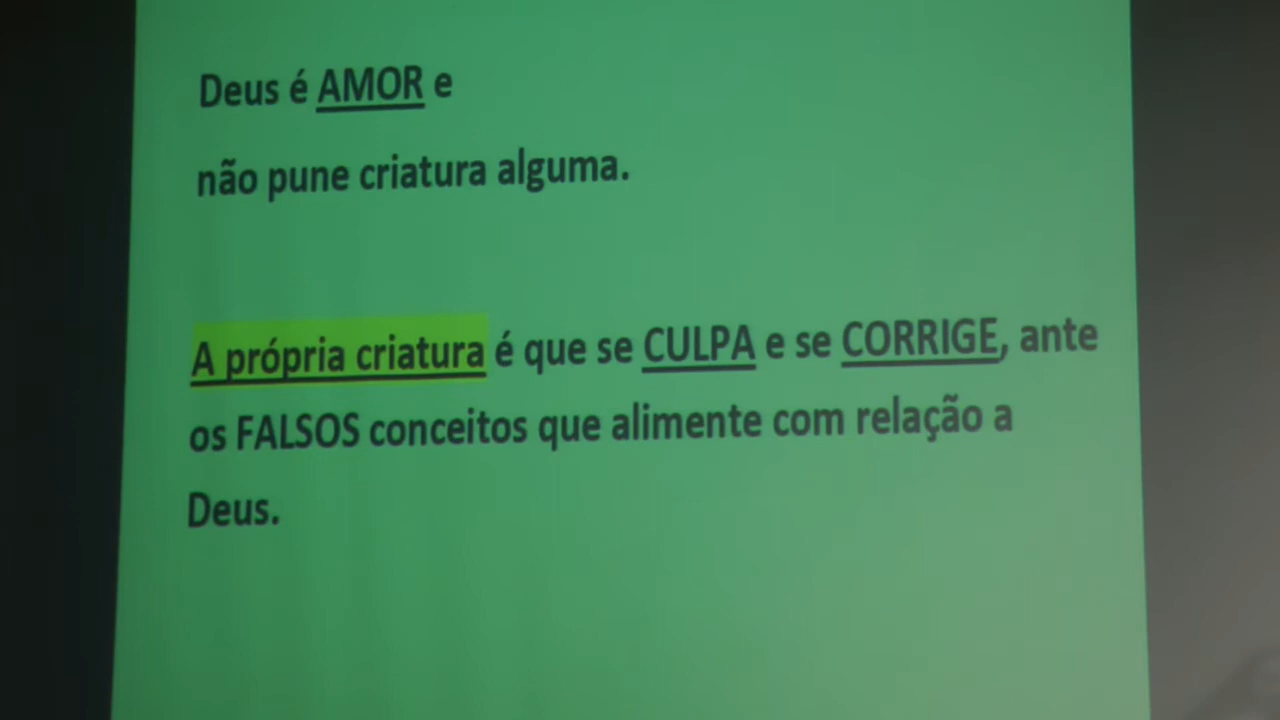 Deus é AMOR e
não pune criatura alguma.
A própria criatura é que se CULPA e se CORRIGE, ante
os FALSOS conceitos que alimente com relação a
Deus.